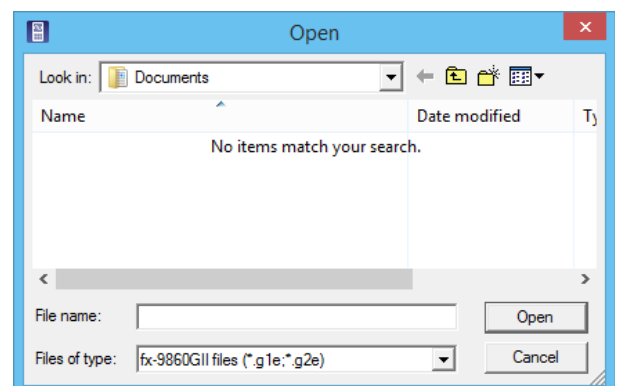 Open
Look in: Documents
Name Date modified Ty
No items match your search.
File name: Open
Files of type: fx-9860GII files (*.g1e;*.g2e) Cancel